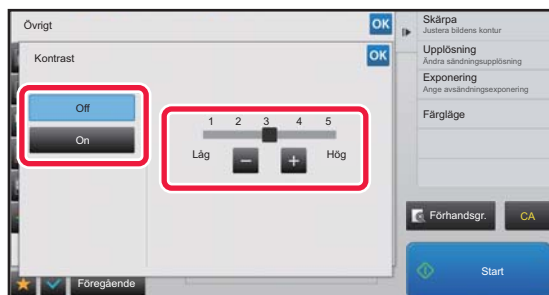 Övrigt
OK
Kontrast
OK
Off
On
1 2 3 4 5
Låg
Hög
Föregående
Skärpa
Justera bildens kontur
Upplösning
Ändra sändningsupplösning
Exponering
Ange avsändningsexponering
Färgläge
Förhandsgr.
CA
Start